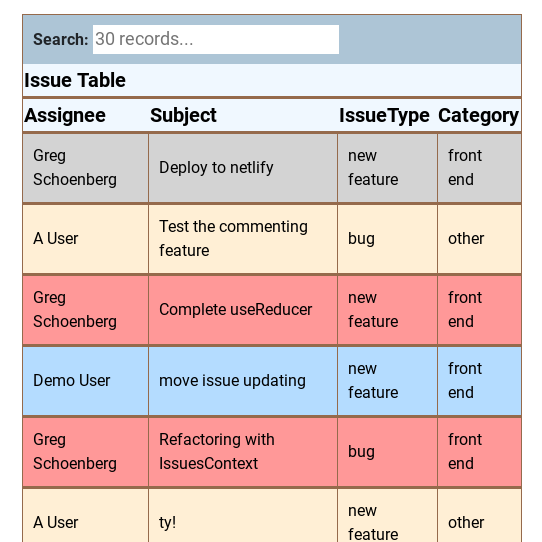 Search: 30 records...
Issue Table
Assignee Subject IssueType Category
Greg Schoenberg Deploy to netlify new feature front end
A User Test the commenting feature bug other
Greg Schoenberg Complete useReducer new feature front end
Demo User move issue updating new feature front end
Greg Schoenberg Refactoring with IssuesContext bug front end
A User ty! new feature other